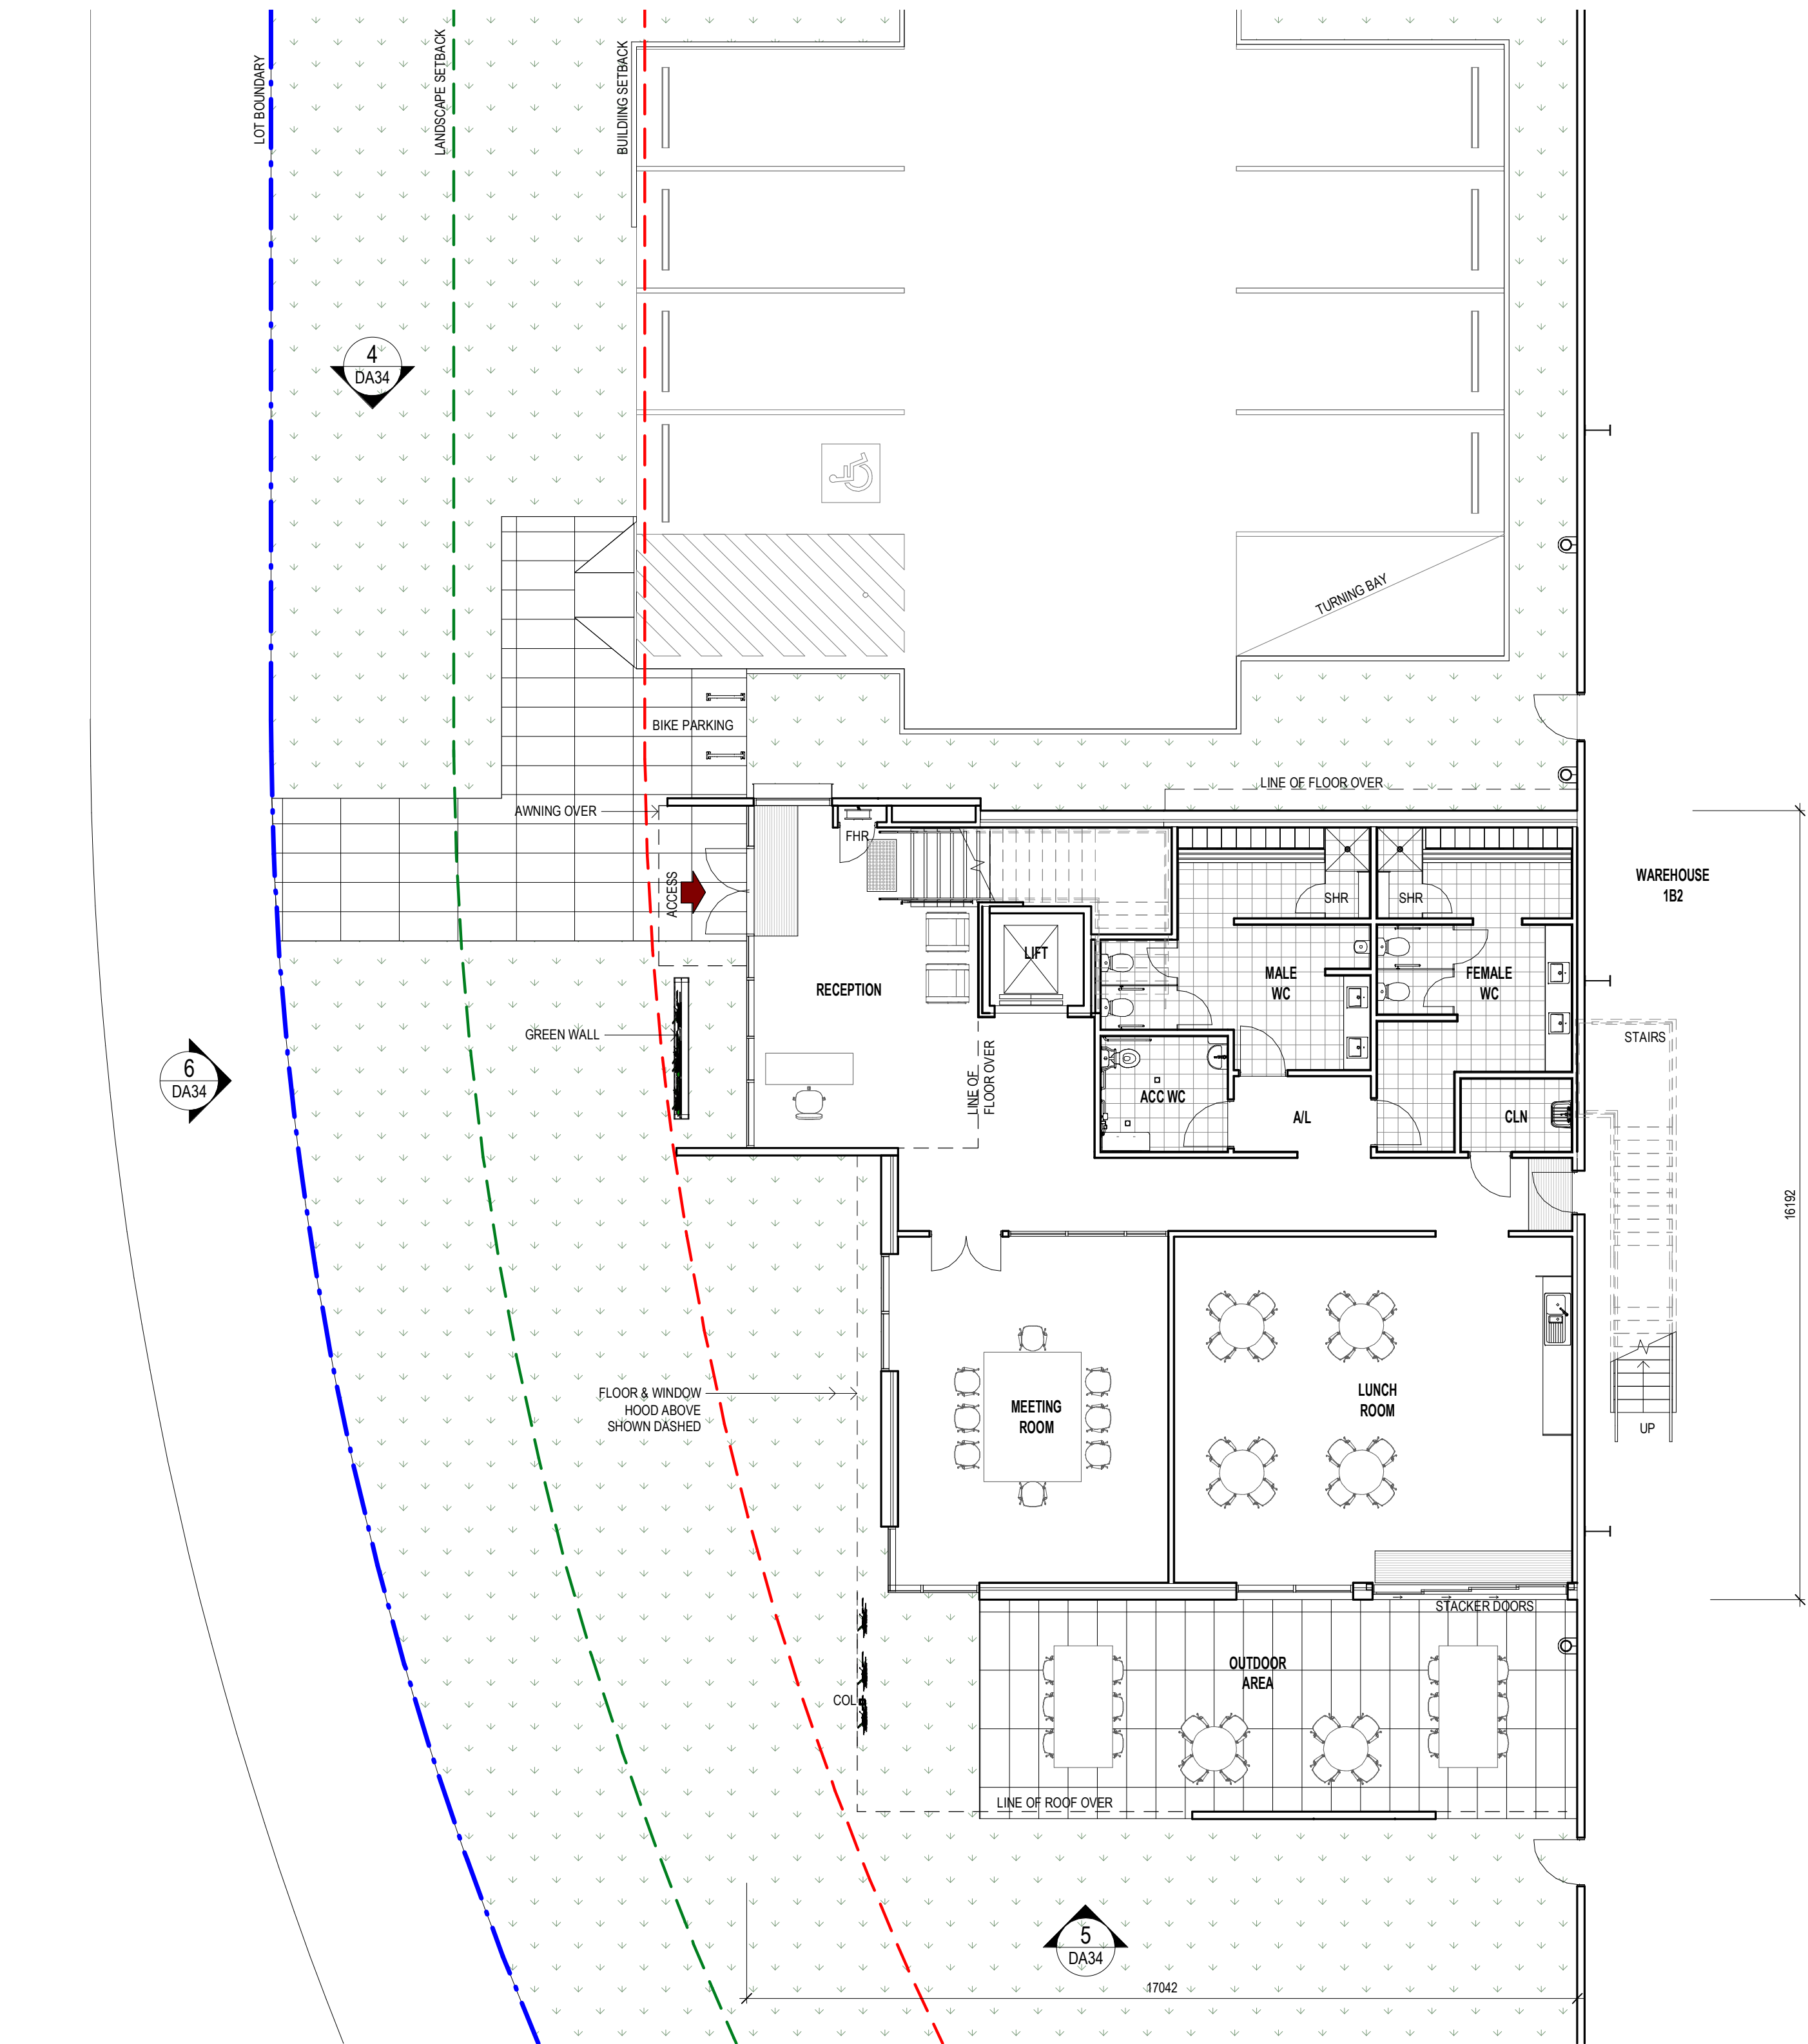 LOT BOUNDARY
LANDSCAPE SETBACK
BUILDIING SETBACK
4
DA34
TURNING BAY
BIKE PARKING
LINE OF FLOOR OVER
AWNING OVER
FHR
ACCESS
SHR
SHR
WAREHOUSE
1B2
LIFT
RECEPTION
MALE
WC
FEMALE
WC
GREEN WALL
STAIRS
6
DA34
LINE OF
FLOOR OVER
ACC WC
A/L
CLN
16192
FLOOR & WINDOW
HOOD ABOVE
SHOWN DASHED
MEETING
ROOM
LUNCH
ROOM
UP
STACKER DOORS
OUTDOOR
AREA
COL
LINE OF ROOF OVER
5
DA34
17042